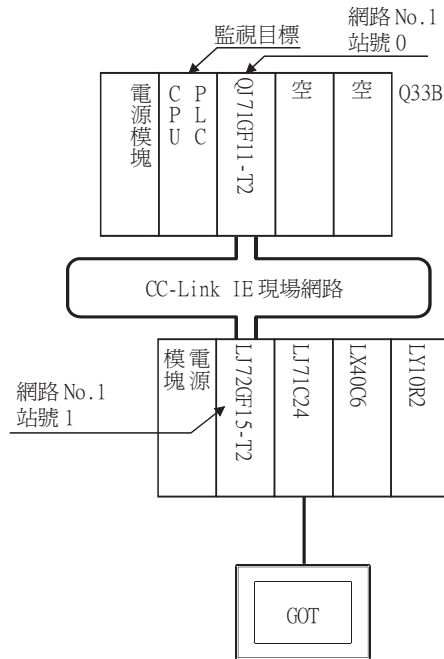 網路 No.1
站號 0
監視目標
電源模塊
PLC
CPU
QJ71GF11-T2
空
空
Q33B
CC-Link IE 現場網路
電源
模塊
LJ72GF15-T2
LJ71C24
LX40C6
LY10R2
網路 No.1
站號 1
GOT